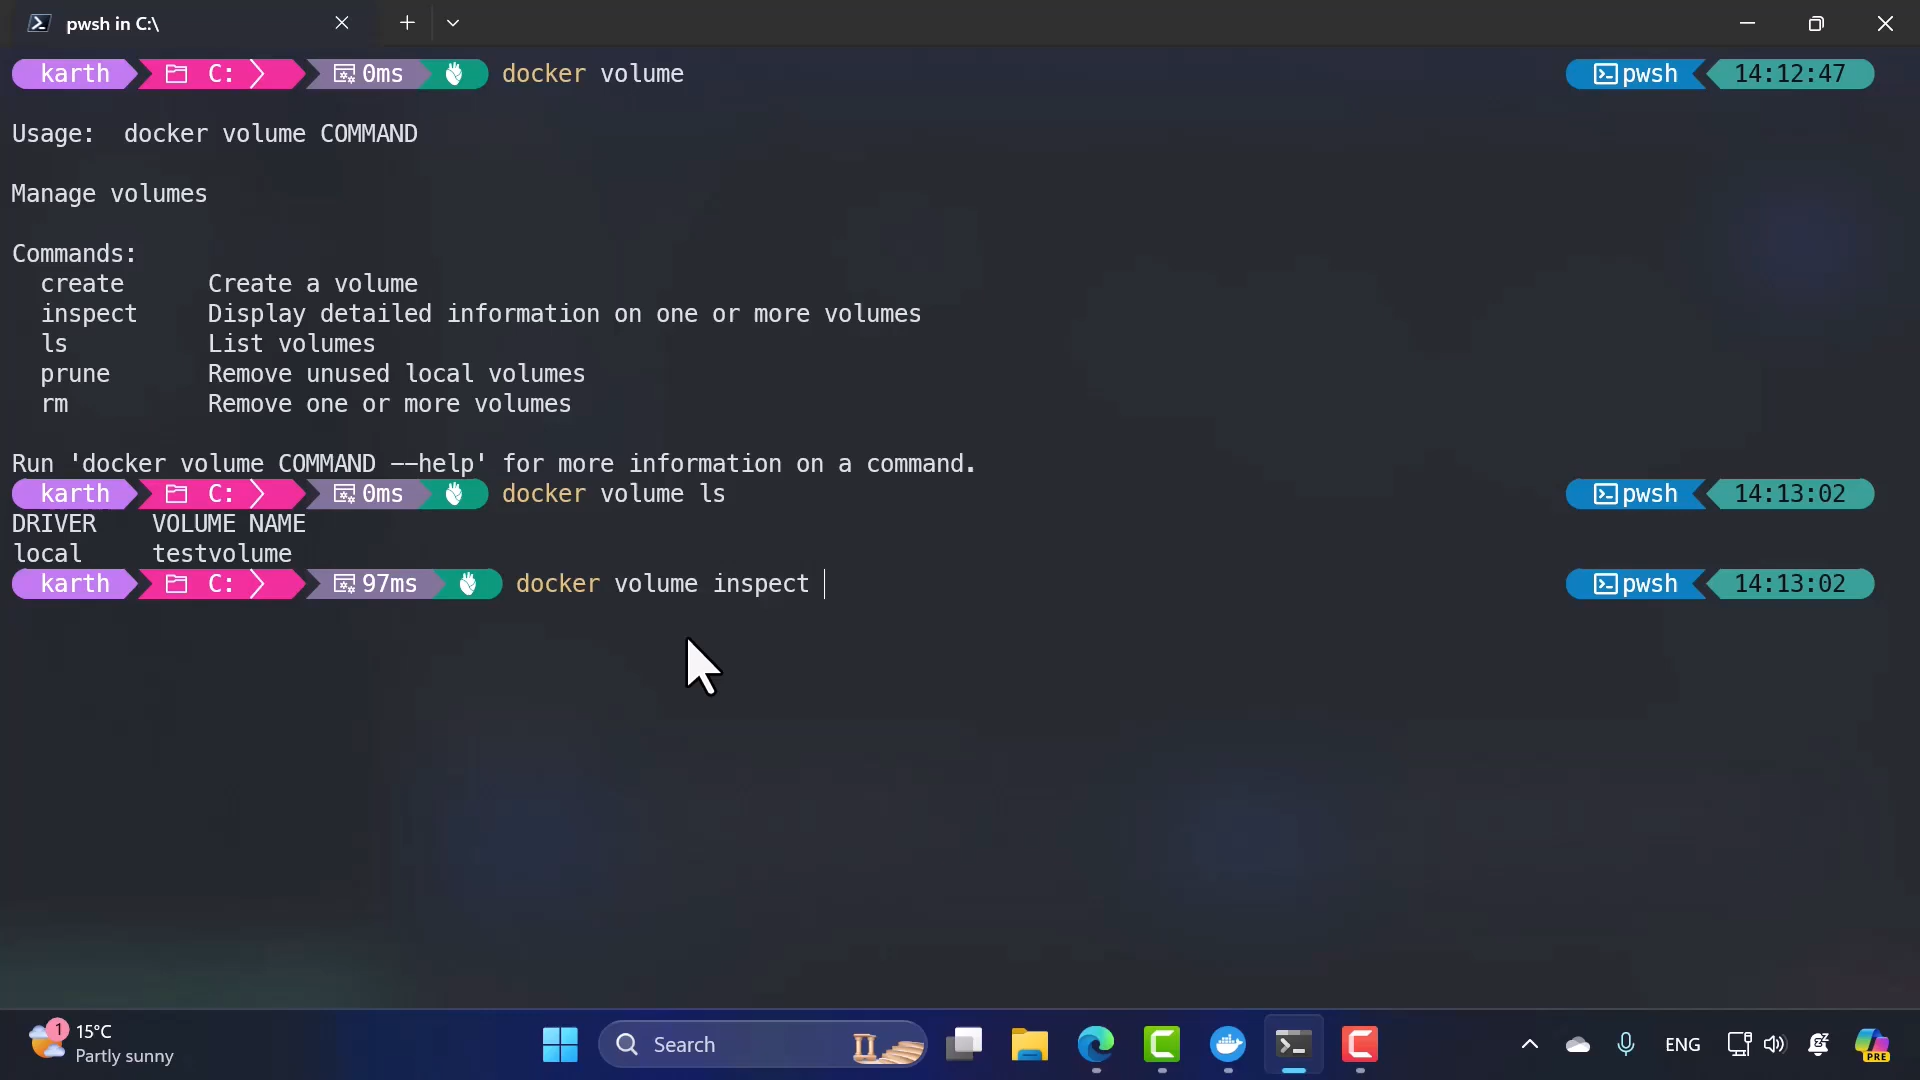 pwsh in C:\
karth C: 0ms docker volume pwsh 14:12:47
Usage:  docker volume COMMAND
Manage volumes
Commands:
create Create a volume
inspect Display detailed information on one or more volumes
ls List volumes
prune Remove unused local volumes
rm Remove one or more volumes
Run 'docker volume COMMAND --help' for more information on a command.
karth C: 0ms docker volume ls pwsh 14:13:02
DRIVER VOLUME NAME
local testvolume
karth C: 97ms docker volume inspect pwsh 14:13:02
1 15°C
Partly sunny
Search
ENG
PRE